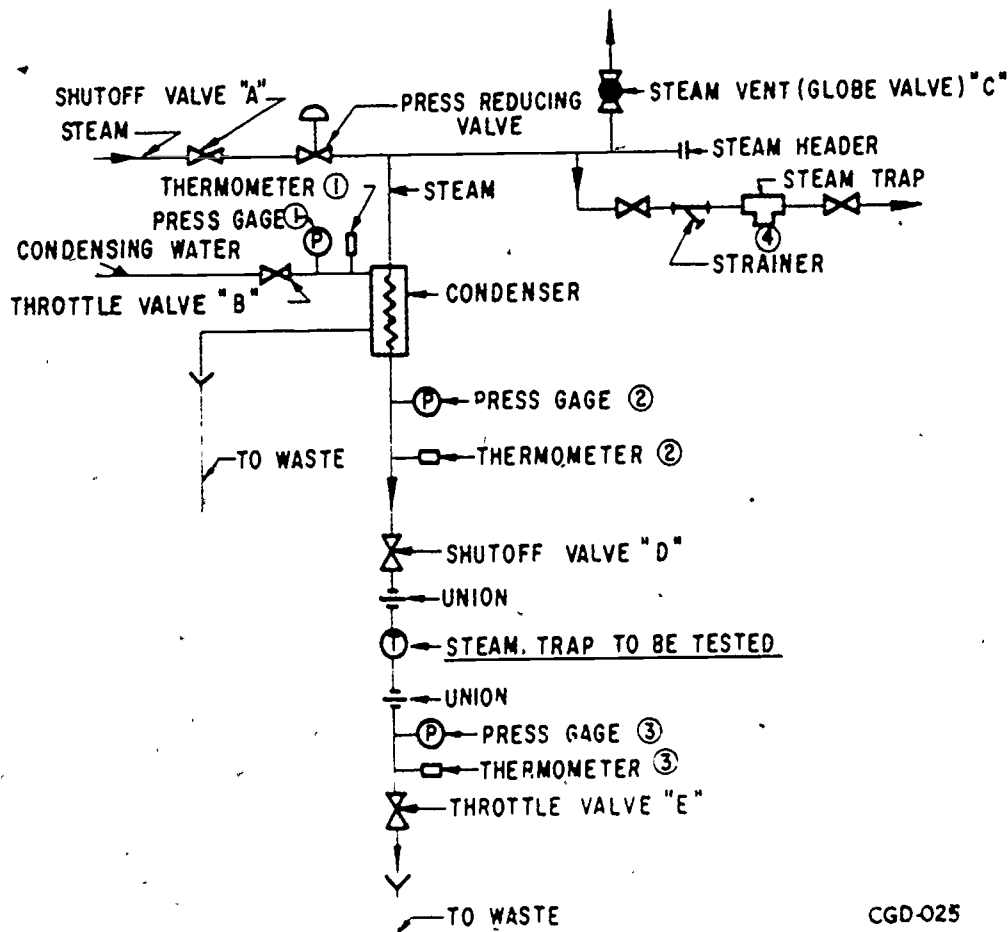 SHUTOFF VALVE "A"
STEAM
PRESS REDUCING
VALVE
STEAM VENT (GLOBE VALVE) "C"
STEAM HEADER
THERMOMETER ①
STEAM
STEAM TRAP
PRESS GAGE ①
P
CONDENSING WATER
④
STRAINER
THROTTLE VALVE "B"
CONDENSER
P
PRESS GAGE ②
TO WASTE
THERMOMETER ②
SHUTOFF VALVE "D"
UNION
T
STEAM. TRAP TO BE TESTED
UNION
P
PRESS GAGE ③
THERMOMETER ③
THROTTLE VALVE "E"
TO WASTE
CGD-025